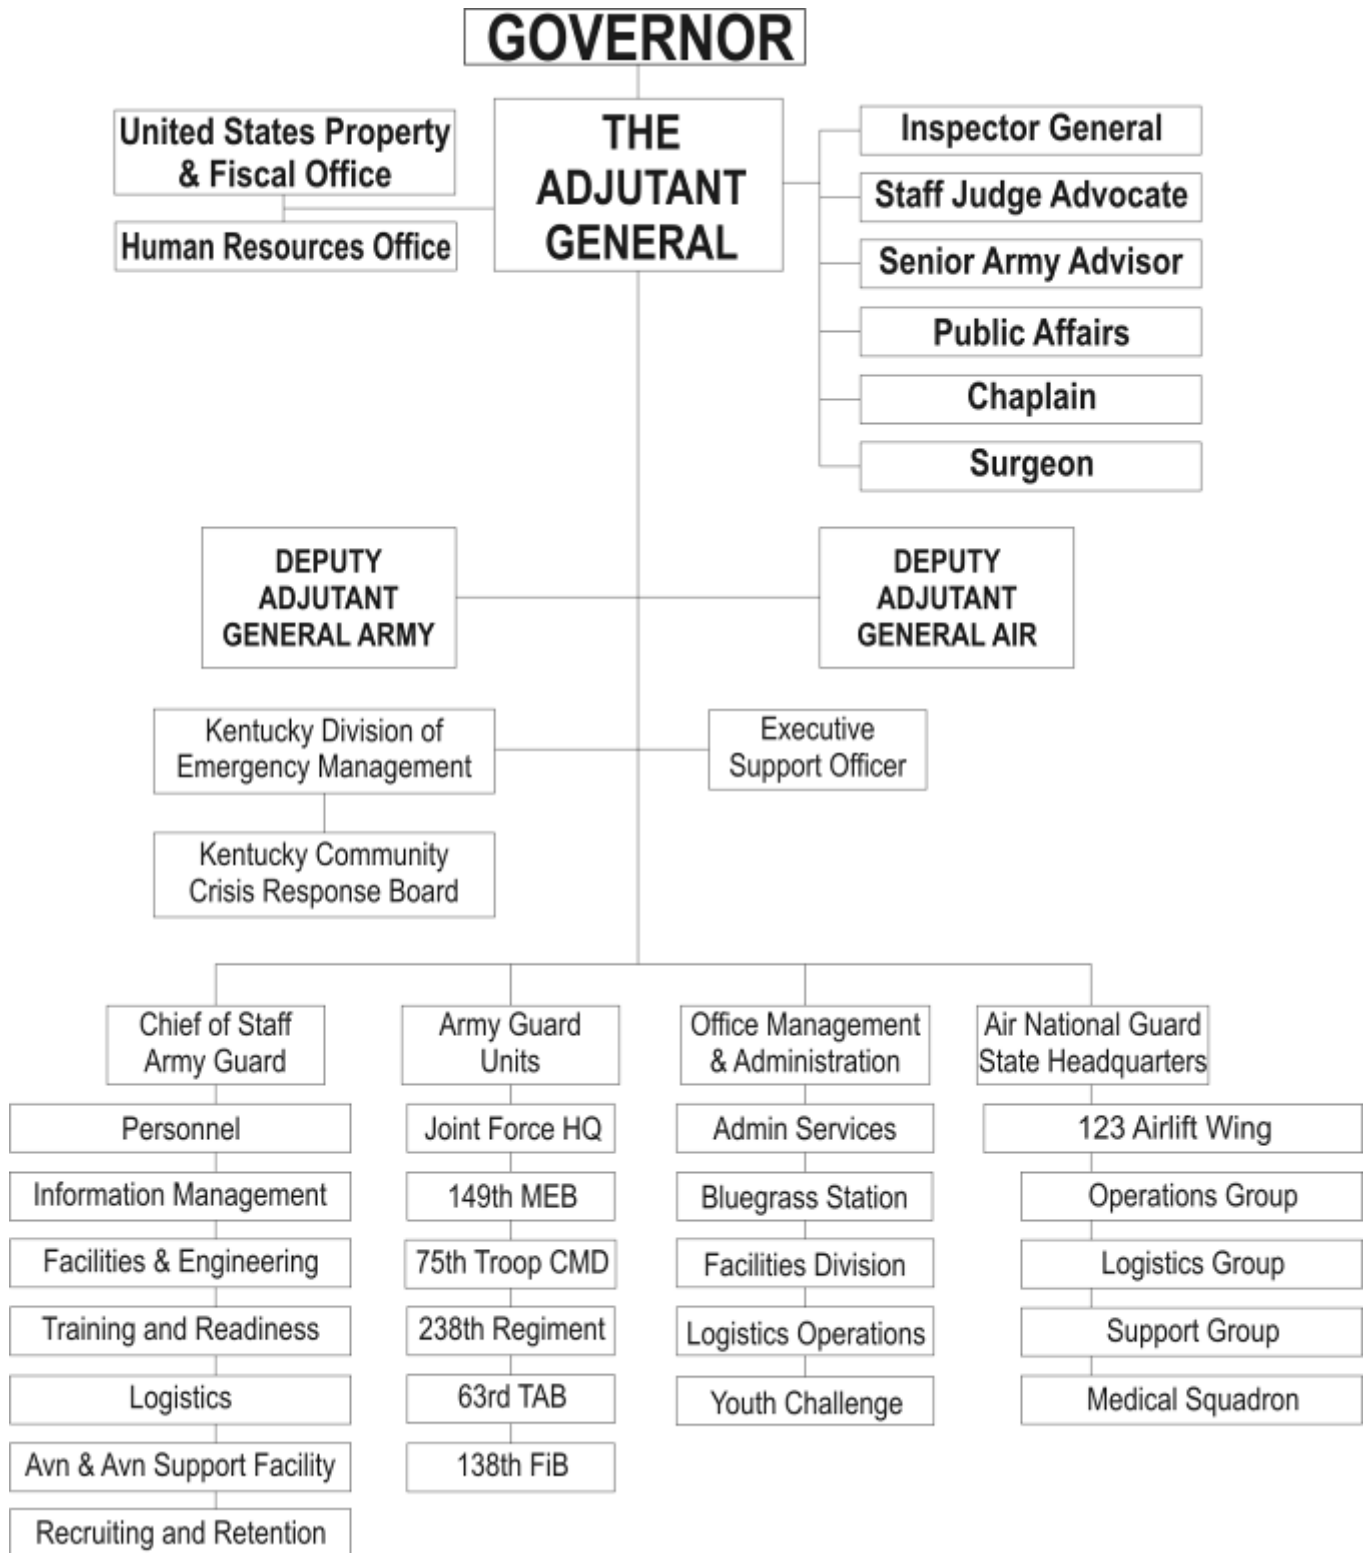 GOVERNOR
United States Property
& Fiscal Office
Human Resources Office
THE
ADJUTANT
GENERAL
Inspector General
Staff Judge Advocate
Senior Army Advisor
Public Affairs
Chaplain
Surgeon
DEPUTY
ADJUTANT
GENERAL ARMY
DEPUTY
ADJUTANT
GENERAL AIR
Kentucky Division of
Emergency Management
Executive
Support Officer
Kentucky Community
Crisis Response Board
Chief of Staff
Army Guard
Personnel
Information Management
Facilities & Engineering
Training and Readiness
Logistics
Avn & Avn Support Facility
Recruiting and Retention
Army Guard
Units
Joint Force HQ
149th MEB
75th Troop CMD
238th Regiment
63rd TAB
138th FiB
Office Management
& Administration
Admin Services
Bluegrass Station
Facilities Division
Logistics Operations
Youth Challenge
Air National Guard
State Headquarters
123 Airlift Wing
Operations Group
Logistics Group
Support Group
Medical Squadron